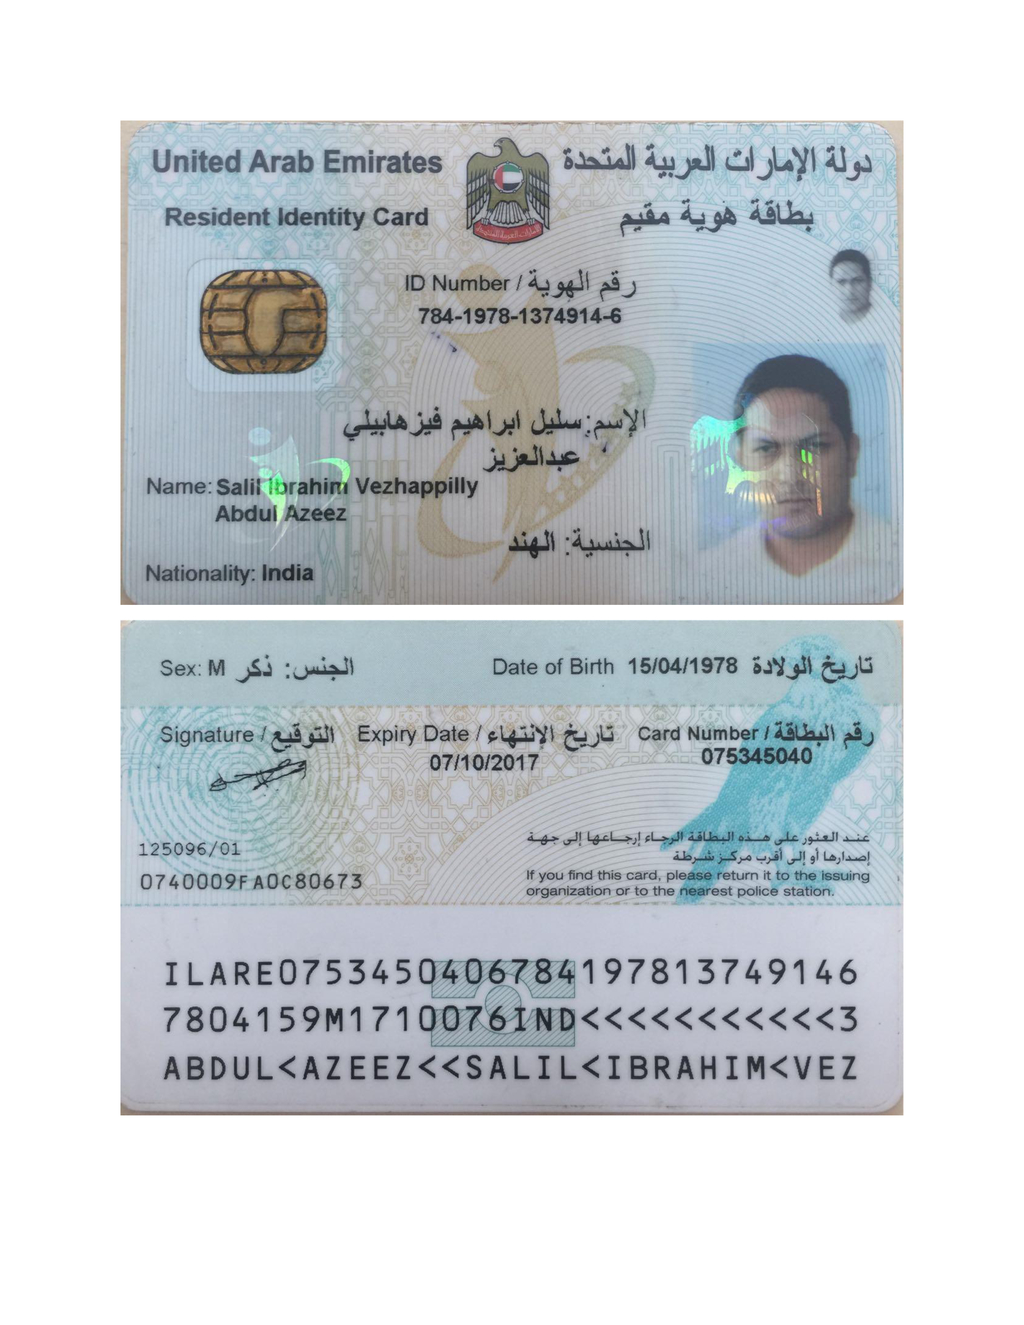 United Arab Emirates
دولة الإمارات العربية المتحدة
Resident Identity Card
بطاقة هوية مقيم
ID Number / رقم الهوية
784-1978-1374914-6
الإسم: سليل ابراهيم فيزهابيلي
عبدالعزيز
Name: Salil Ibrahim Vezhappilly
Abdul Azeez
الجنسية: الهند
Nationality: India
Sex: M الجنس: ذكر
Date of Birth 15/04/1978 تاريخ الولادة
Signature / التوقيع
Expiry Date / تاريخ الإنتهاء
07/10/2017
Card Number / رقم البطاقة
075345040
عند العثور على هذه البطاقة الرجاء إرجاعها إلى جهة
إصدارها أو إلى أقرب مركز شرطة
125096/01
0740009FA0C80673
If you find this card, please return it to the issuing
organization or to the nearest police station.
ILARE0753450406784197813749146
7804159M1710076IND<<<<<<<<<<<3
ABDUL<AZEEZ<<SALIL<IBRAHIM<VEZ